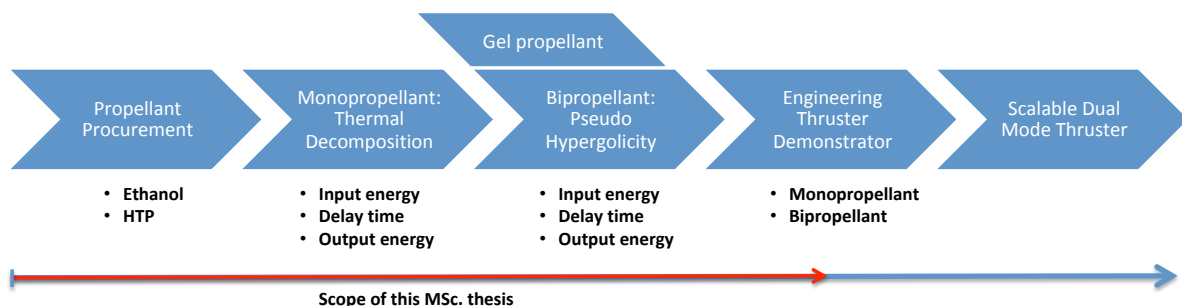 Gel propellant
Propellant
Procurement
Monopropellant:
Thermal
Decomposition
Bipropellant:
Pseudo
Hypergolicity
Engineering
Thruster
Demonstrator
Scalable Dual
Mode Thruster
• Ethanol
• HTP
• Input energy
• Delay time
• Output energy
• Input energy
• Delay time
• Output energy
• Monopropellant
• Bipropellant
Scope of this MSc. thesis